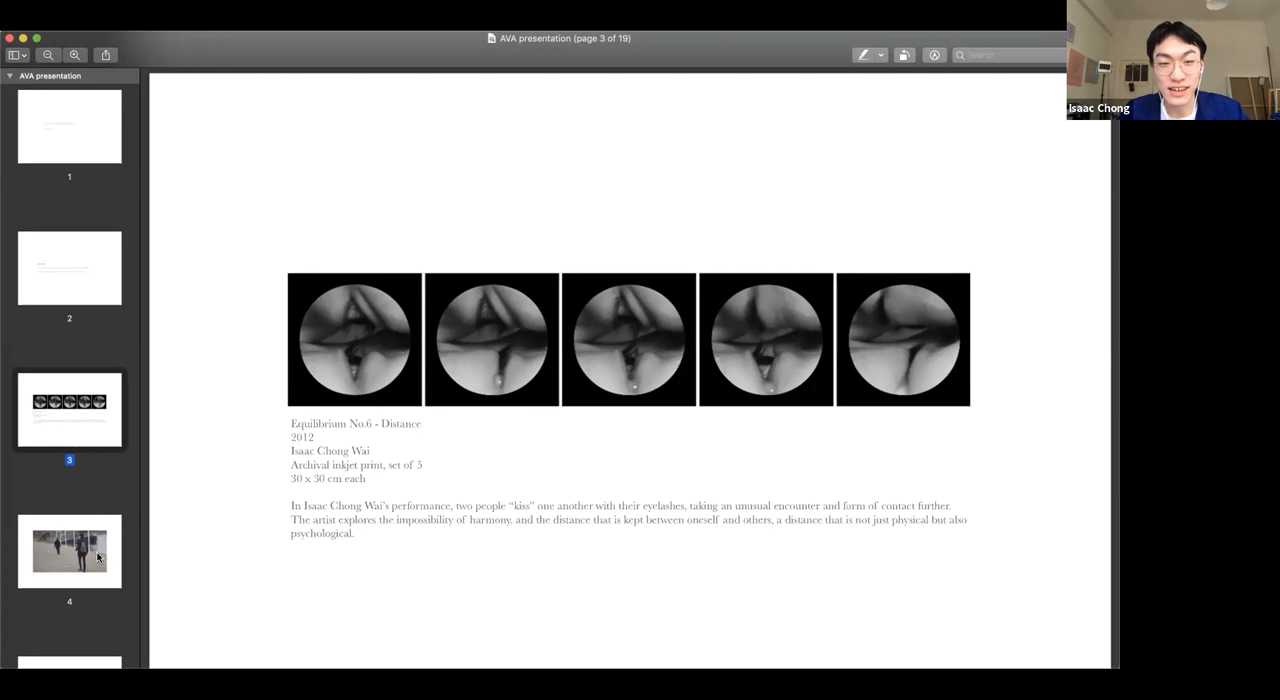 AVA presentation (page 3 of 19)
Search
AVA presentation
Isaac Chong
1
2
3
4
Equilibrium No.6 - Distance
2012
Isaac Chong Wai
Archival inkjet print, set of 5
30 x 30 cm each
In Isaac Chong Wai's performance, two people “kiss” one another with their eyelashes, taking an unusual encounter and form of contact further.
The artist explores the impossibility of harmony, and the distance that is kept between oneself and others, a distance that is not just physical but also
psychological.